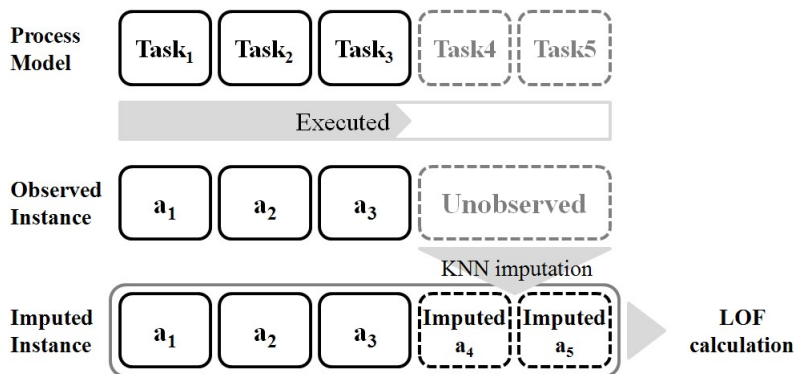 Process
Model
Task₁ Task₂ Task₃ Task4 Task5
Executed
Observed
Instance
a₁ a₂ a₃ Unobserved
KNN imputation
Imputed
Instance
a₁ a₂ a₃
Imputed
a₄
Imputed
a₅
LOF
calculation